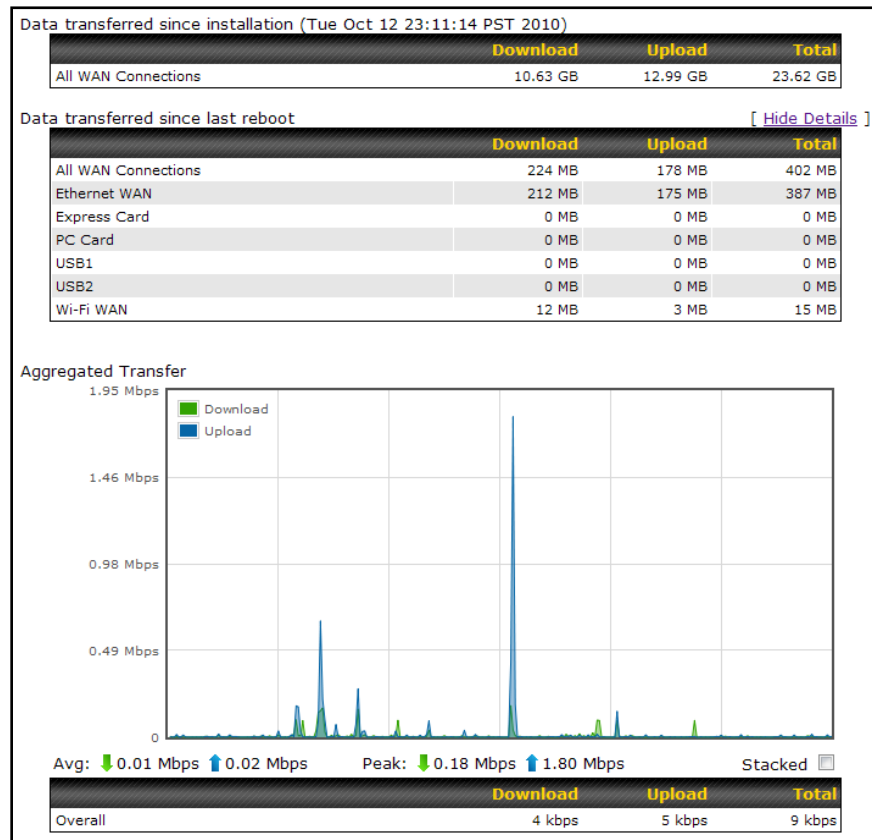 Data transferred since installation (Tue Oct 12 23:11:14 PST 2010)
Download Upload Total
All WAN Connections 10.63 GB 12.99 GB 23.62 GB
Data transferred since last reboot [ Hide Details ]
Download Upload Total
All WAN Connections 224 MB 178 MB 402 MB
Ethernet WAN 212 MB 175 MB 387 MB
Express Card 0 MB 0 MB 0 MB
PC Card 0 MB 0 MB 0 MB
USB1 0 MB 0 MB 0 MB
USB2 0 MB 0 MB 0 MB
Wi-Fi WAN 12 MB 3 MB 15 MB
Aggregated Transfer
1.95 Mbps
Download
Upload
1.46 Mbps
0.98 Mbps
0.49 Mbps
0
Avg: 0.01 Mbps 0.02 Mbps Peak: 0.18 Mbps 1.80 Mbps Stacked
Download Upload Total
Overall 4 kbps 5 kbps 9 kbps